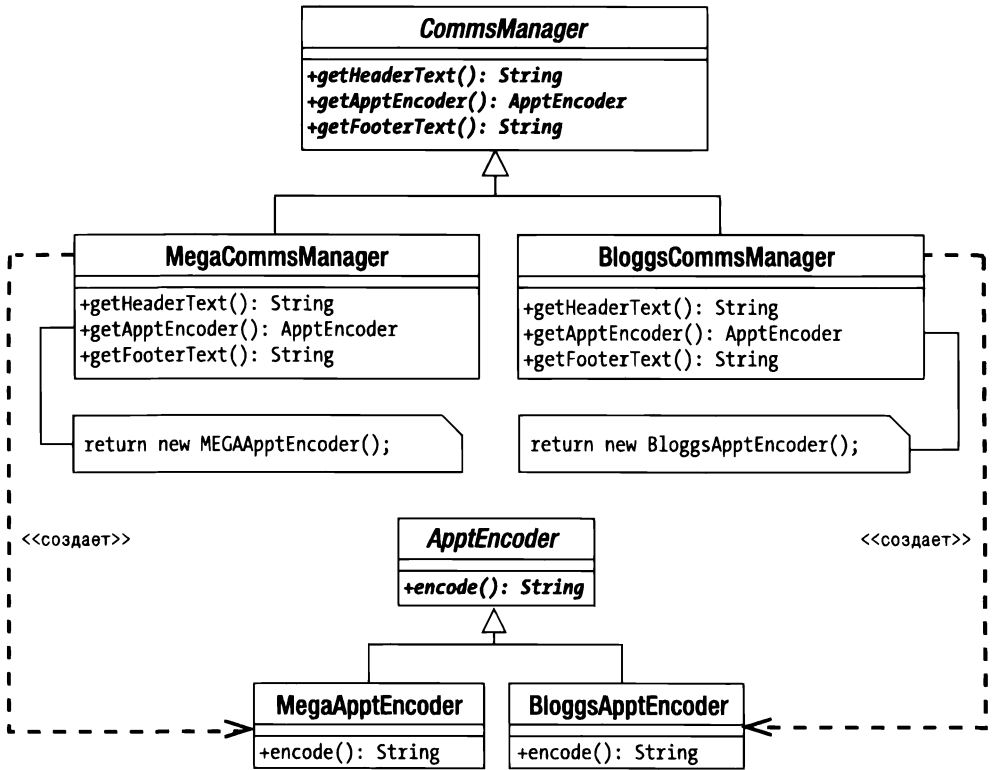 CommsManager
+getHeaderText(): String
+getApptEncoder(): ApptEncoder
+getFooterText(): String
MegaCommsManager
+getHeaderText(): String
+getApptEncoder(): ApptEncoder
+getFooterText(): String
BloggsCommsManager
+getHeaderText(): String
+getApptEncoder(): ApptEncoder
+getFooterText(): String
return new MEGAApptEncoder();
return new BloggsApptEncoder();
<<создает>>
<<создает>>
ApptEncoder
+encode(): String
MegaApptEncoder
+encode(): String
BloggsApptEncoder
+encode(): String